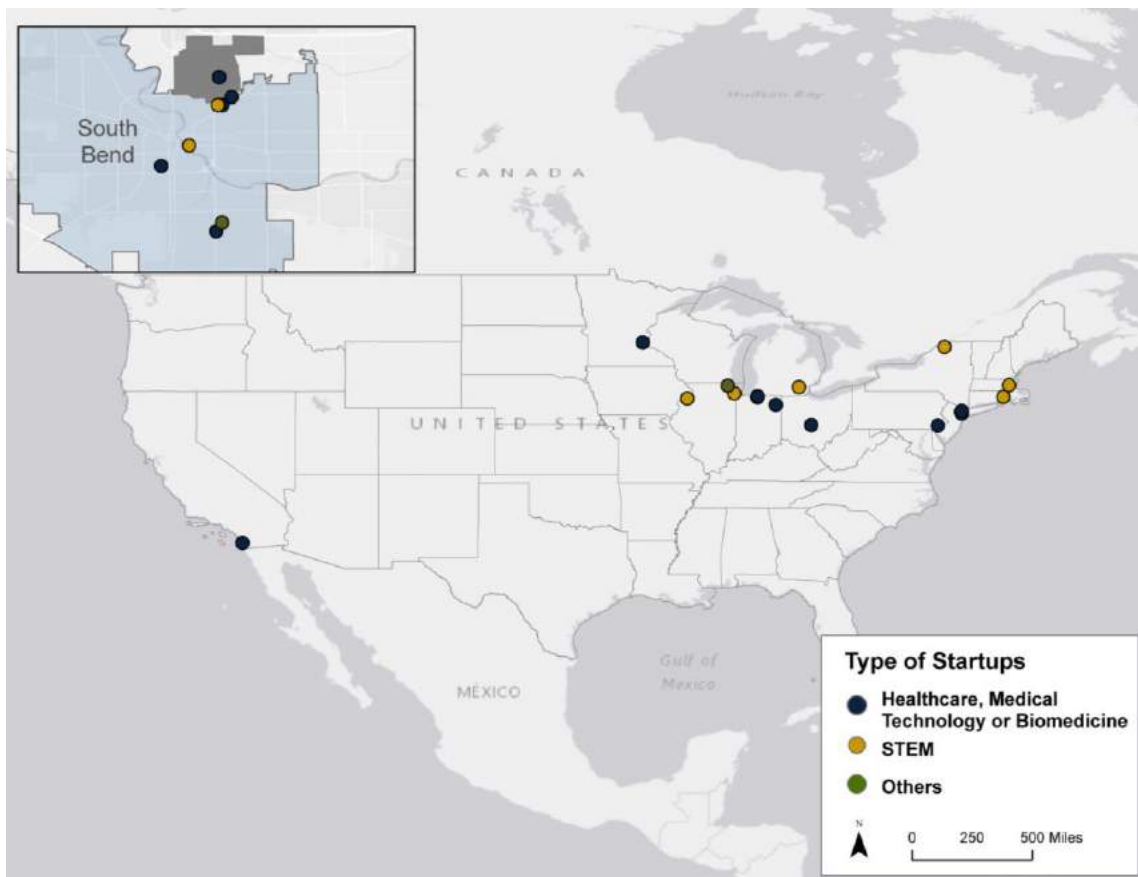 South
Bend
Hudson Bay
CANADA
UNITED STATES
Gulf of
Mexico
MÉXICO
Type of Startups
Healthcare, Medical
Technology or Biomedicine
STEM
Others
N
0 250 500 Miles